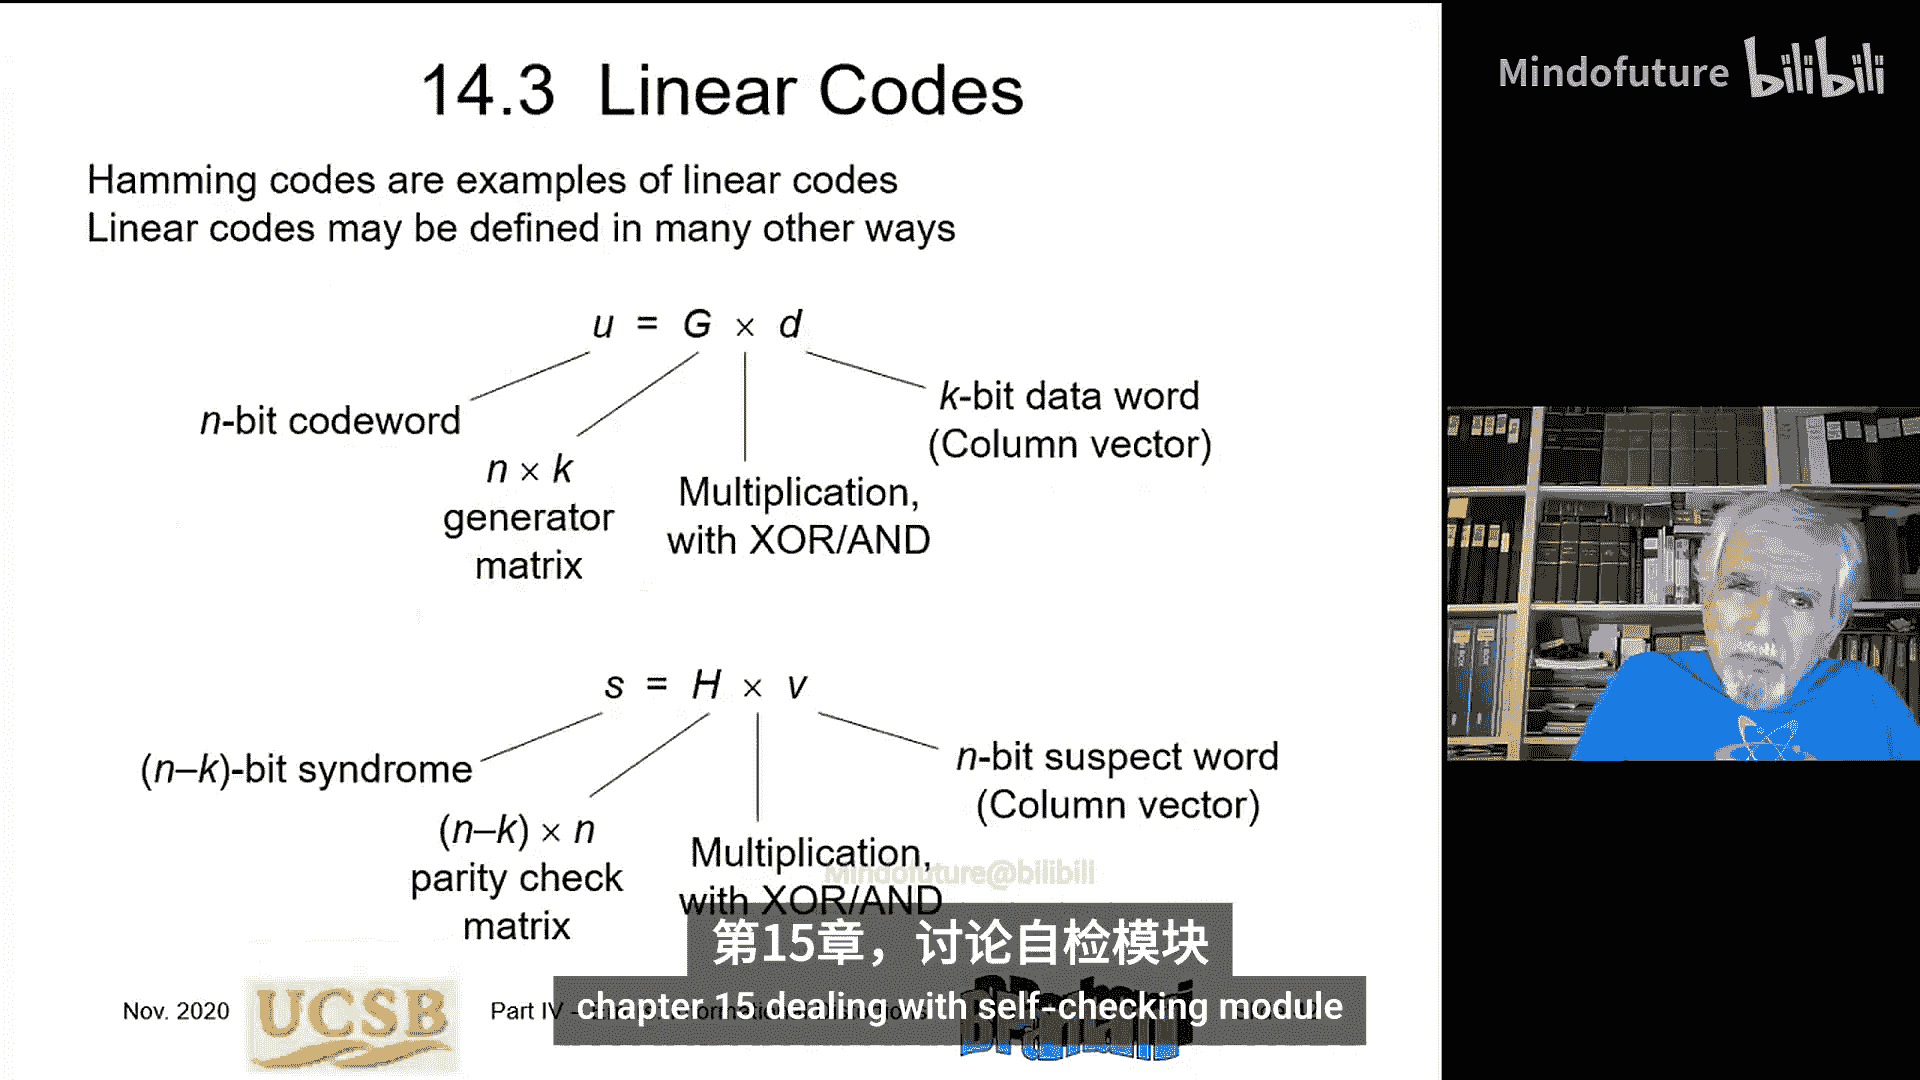 14.3 Linear Codes
Hamming codes are examples of linear codes
Linear codes may be defined in many other ways
u = G × d
n-bit codeword
n × k
generator
matrix
Multiplication,
with XOR/AND
k-bit data word
(Column vector)
s = H × v
(n–k)-bit syndrome
(n–k) × n
parity check
matrix
Multiplication,
with XOR/AND
n-bit suspect word
(Column vector)
Mindofuture@bilibili
第15章，讨论自检模块
chapter 15 dealing with self-checking module
Nov. 2020
UCSB
Part IV
Mindofuture bilibili